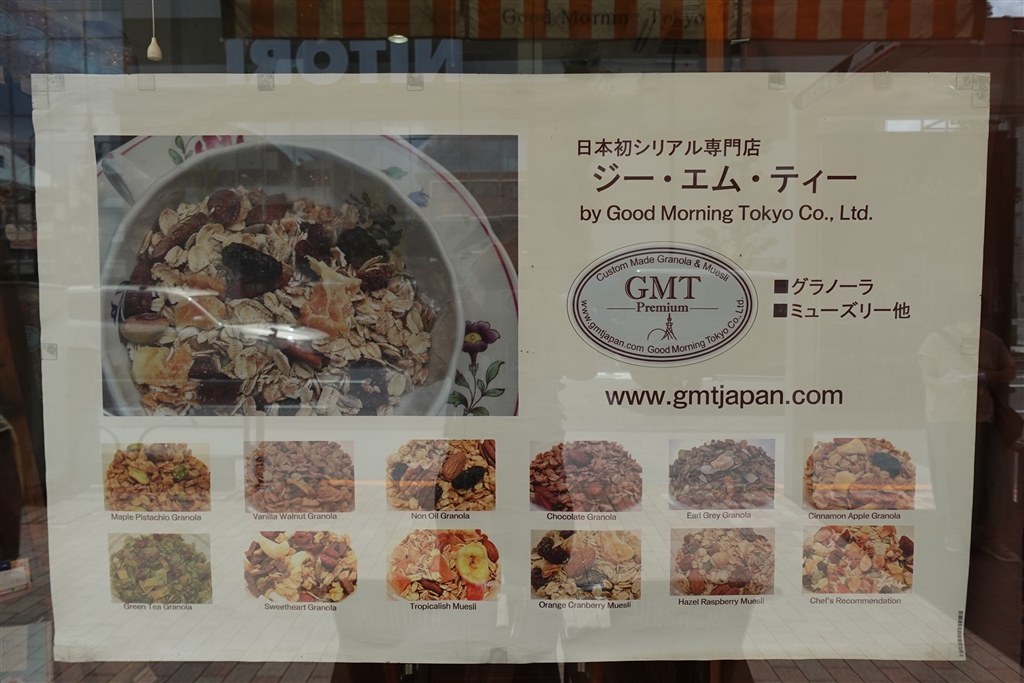 Good Morning Tokyo
NITORI
日本初シリアル専門店
ジー・エム・ティー
by Good Morning Tokyo Co., Ltd.
Custom Made Granola & Muesli
GMT
Premium
www.gmtjapan.com Good Morning Tokyo Co. Ltd.
■グラノーラ
■ミューズリー他
www.gmtjapan.com
Maple Pistachio Granola
Vanilla Walnut Granola
Non Oil Granola
Chocolate Granola
Earl Grey Granola
Cinnamon Apple Granola
Green Tea Granola
Sweetheart Granola
Tropicalish Muesli
Orange Cranberry Muesli
Hazel Raspberry Muesli
Chef's Recommendation